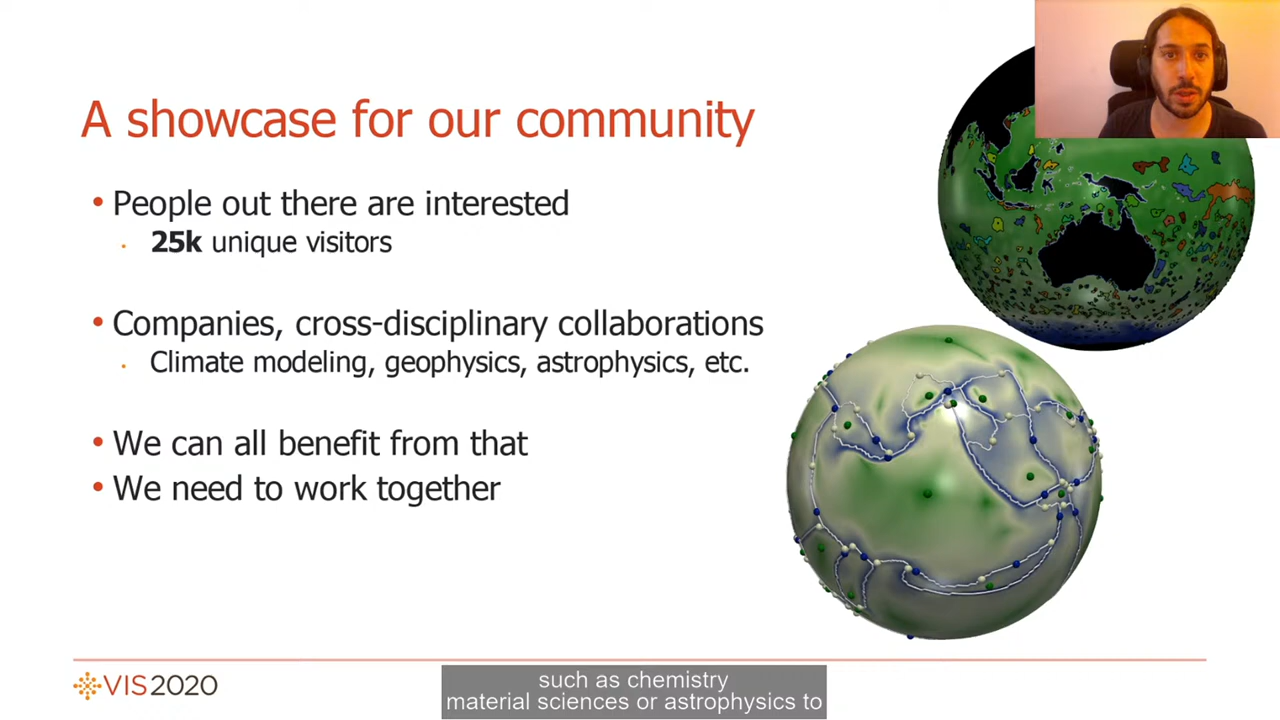 A showcase for our community
• People out there are interested
· 25k unique visitors
• Companies, cross-disciplinary collaborations
· Climate modeling, geophysics, astrophysics, etc.
• We can all benefit from that
• We need to work together
VIS2020
such as chemistry
material sciences or astrophysics to